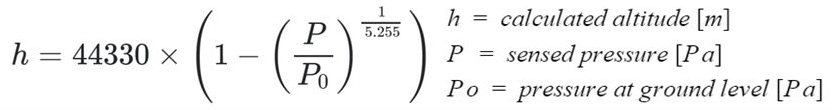 h = 44330 × (1 − (P/P₀)^(1/5.255))
h = calculated altitude [m]
P = sensed pressure [Pa]
Po = pressure at ground level [Pa]